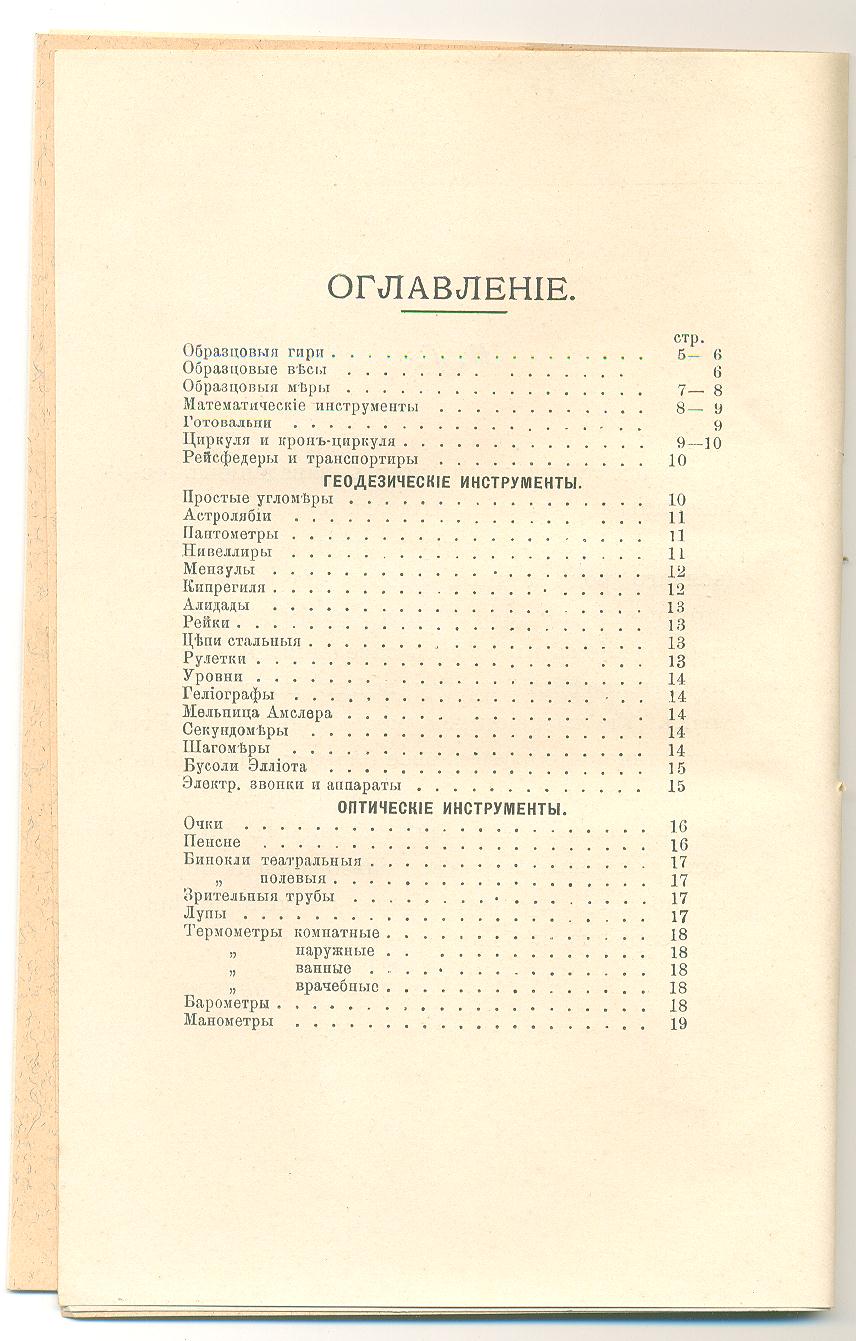 ОГЛАВЛЕНІЕ.
стр.
Образцовыя гири . . . . . . . . . . . . . . . . . . 5— 6
Образцовые вѣсы . . . . . . . . . . . . . . . 6
Образцовыя мѣры . . . . . . . . . . . . . . . . . 7— 8
Математическіе инструменты . . . . . . . . . . . . 8— 9
Готовальни . . . . . . . . . . . . . . . . . . . . 9
Циркуля и кронъ-циркуля . . . . . . . . . . . . . . 9—10
Рейсфедеры и транспортиры . . . . . . . . . . . . 10
ГЕОДЕЗИЧЕСКІЕ ИНСТРУМЕНТЫ.
Простые угломѣры . . . . . . . . . . . . . . . . . 10
Астролябіи . . . . . . . . . . . . . . . . . . . 11
Пантометры . . . . . . . . . . . . . . . . . . . . 11
Нивеллиры . . . . . . . . . . . . . . . . . . . . 11
Мензулы . . . . . . . . . . . . . . . . . . . . . 12
Кипрегиля . . . . . . . . . . . . . . . . . . . . . 12
Алидады . . . . . . . . . . . . . . . . . . . . . 13
Рейки . . . . . . . . . . . . . . . . . . . . . . . 13
Цѣпи стальныя . . . . . . . . . . . . . . . . . . . 13
Рулетки . . . . . . . . . . . . . . . . . . . . . 13
Уровни . . . . . . . . . . . . . . . . . . . . . . 14
Геліографы . . . . . . . . . . . . . . . . . . . . 14
Мельница Амслера . . . . . . . . . . . . . . . 14
Секундомѣры . . . . . . . . . . . . . . . . . . . 14
Шагомѣры . . . . . . . . . . . . . . . . . . . . 14
Бусоли Элліота . . . . . . . . . . . . . . . . . . 15
Электр. звонки и аппараты . . . . . . . . . . . . . 15
ОПТИЧЕСКІЕ ИНСТРУМЕНТЫ.
Очки . . . . . . . . . . . . . . . . . . . . . . . 16
Пенсне . . . . . . . . . . . . . . . . . . . . . . 16
Бинокли театральныя . . . . . . . . . . . . . . . . 17
„ полевыя . . . . . . . . . . . . . . . . . . 17
Зрительныя трубы . . . . . . . . . . . . . . . . . 17
Лупы . . . . . . . . . . . . . . . . . . . . . . . 17
Термометры комнатные . . . . . . . . . . . . . . . 18
„ наружные . . . . . . . . . . . . . . 18
„ ванные . . . . . . . . . . . . . . . . 18
„ врачебные . . . . . . . . . . . . . . . 18
Барометры . . . . . . . . . . . . . . . . . . . . . 18
Манометры . . . . . . . . . . . . . . . . . . . . 19